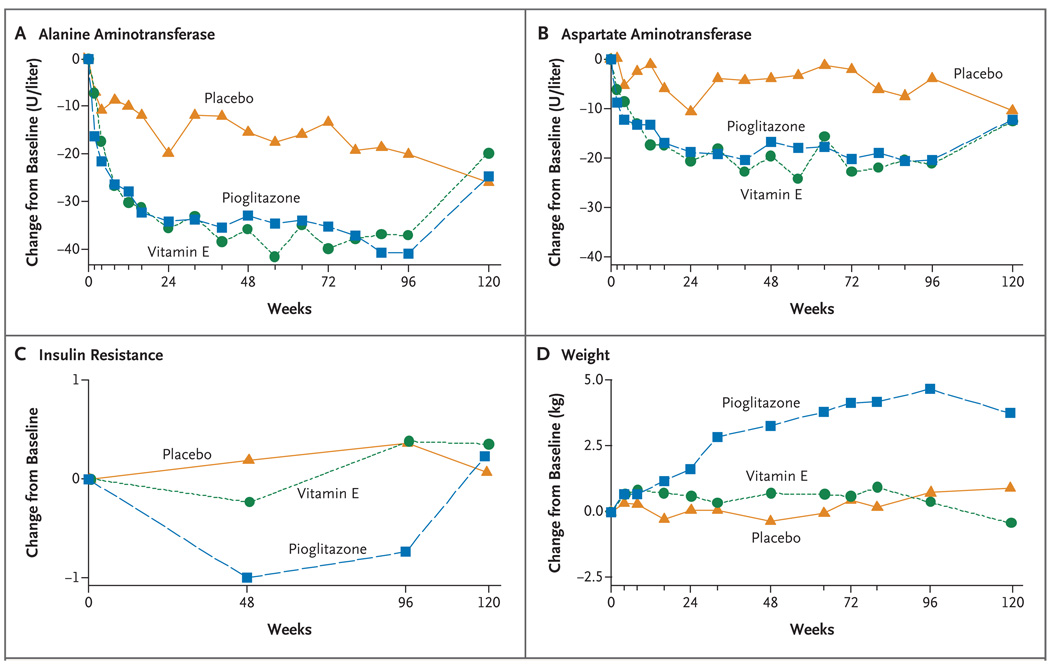 A Alanine Aminotransferase
Change from Baseline (U/liter)
0
−10
−20
−30
−40
Placebo
Pioglitazone
Vitamin E
0 24 48 72 96 120
Weeks
B Aspartate Aminotransferase
Change from Baseline (U/liter)
0
−10
−20
−30
−40
Placebo
Pioglitazone
Vitamin E
0 24 48 72 96 120
Weeks
C Insulin Resistance
Change from Baseline
1
0
−1
Placebo
Vitamin E
Pioglitazone
0 48 96 120
Weeks
D Weight
Change from Baseline (kg)
5.0
2.5
0.0
−2.5
Pioglitazone
Vitamin E
Placebo
0 24 48 72 96 120
Weeks